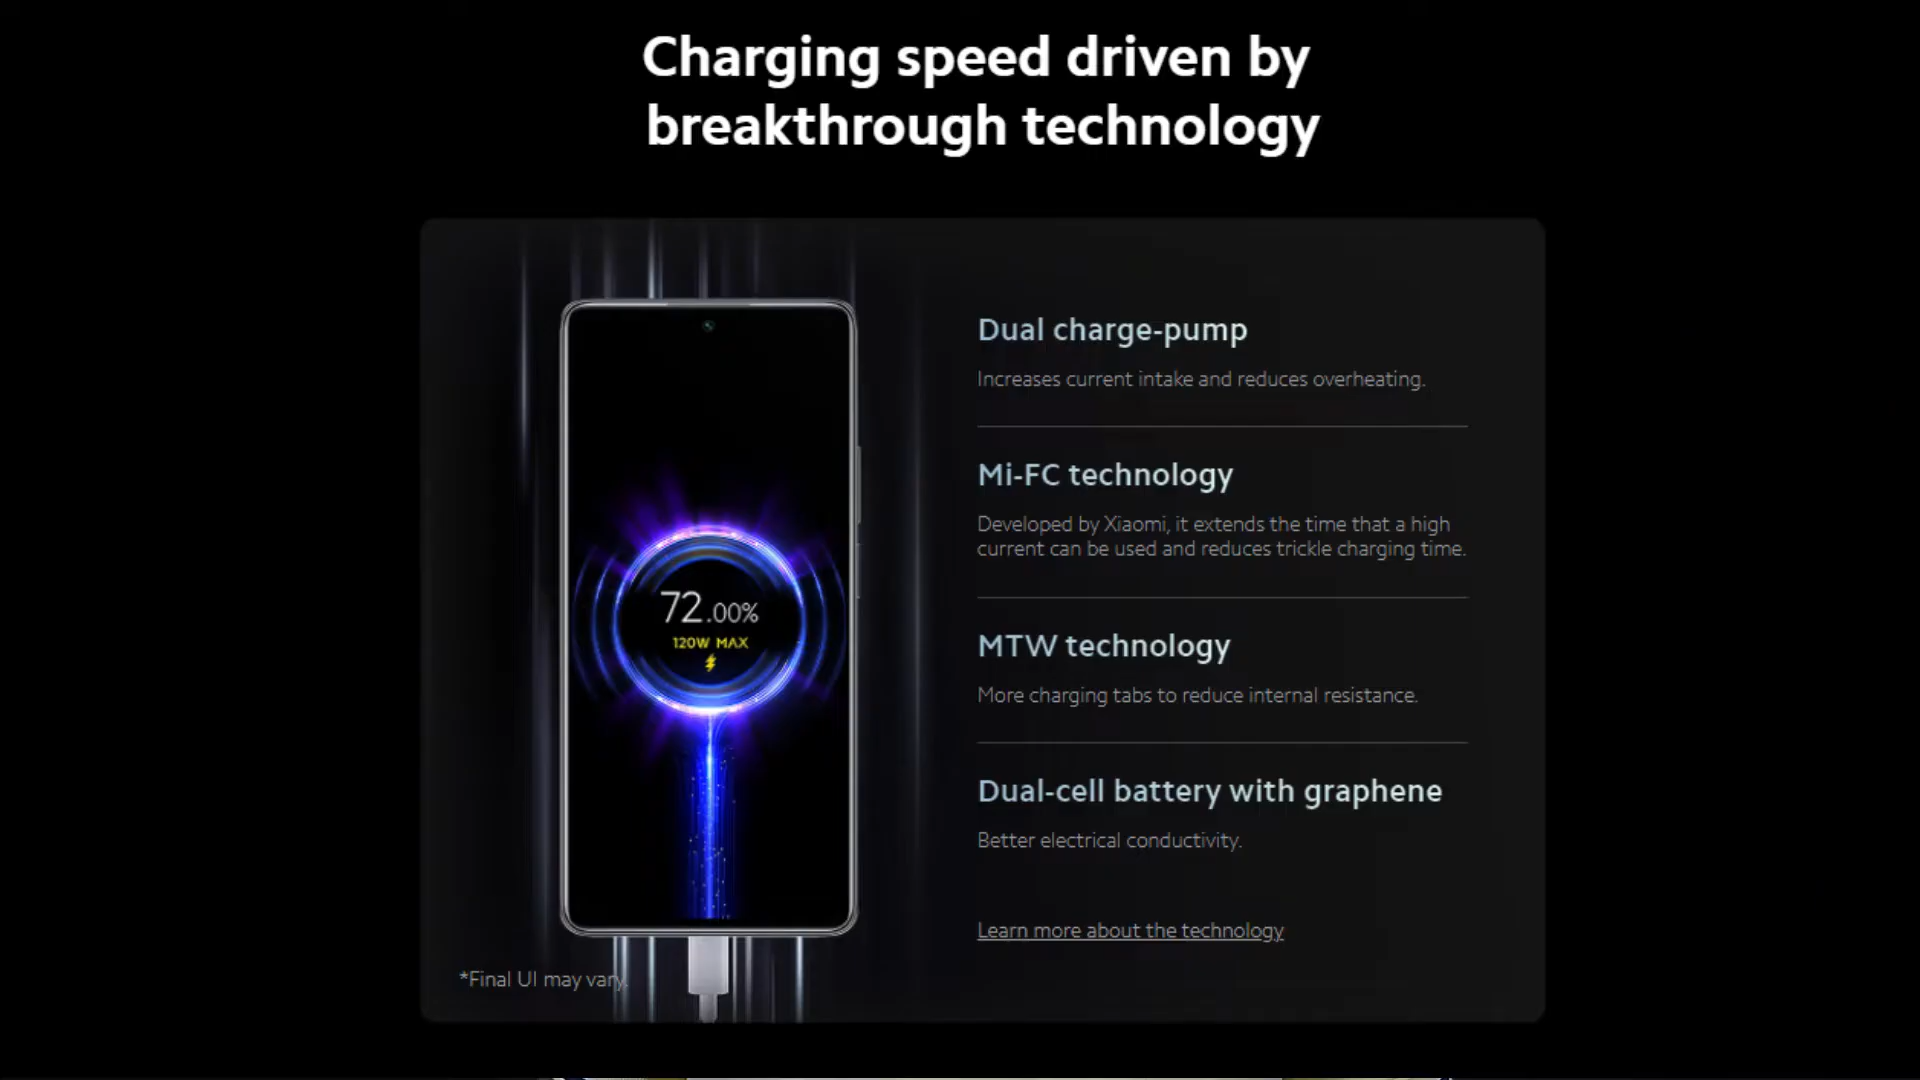 Charging speed driven by
breakthrough technology
72.00%
120W MAX
Dual charge-pump
Increases current intake and reduces overheating.
Mi-FC technology
Developed by Xiaomi, it extends the time that a high
current can be used and reduces trickle charging time.
MTW technology
More charging tabs to reduce internal resistance.
Dual-cell battery with graphene
Better electrical conductivity.
Learn more about the technology
*Final UI may vary.